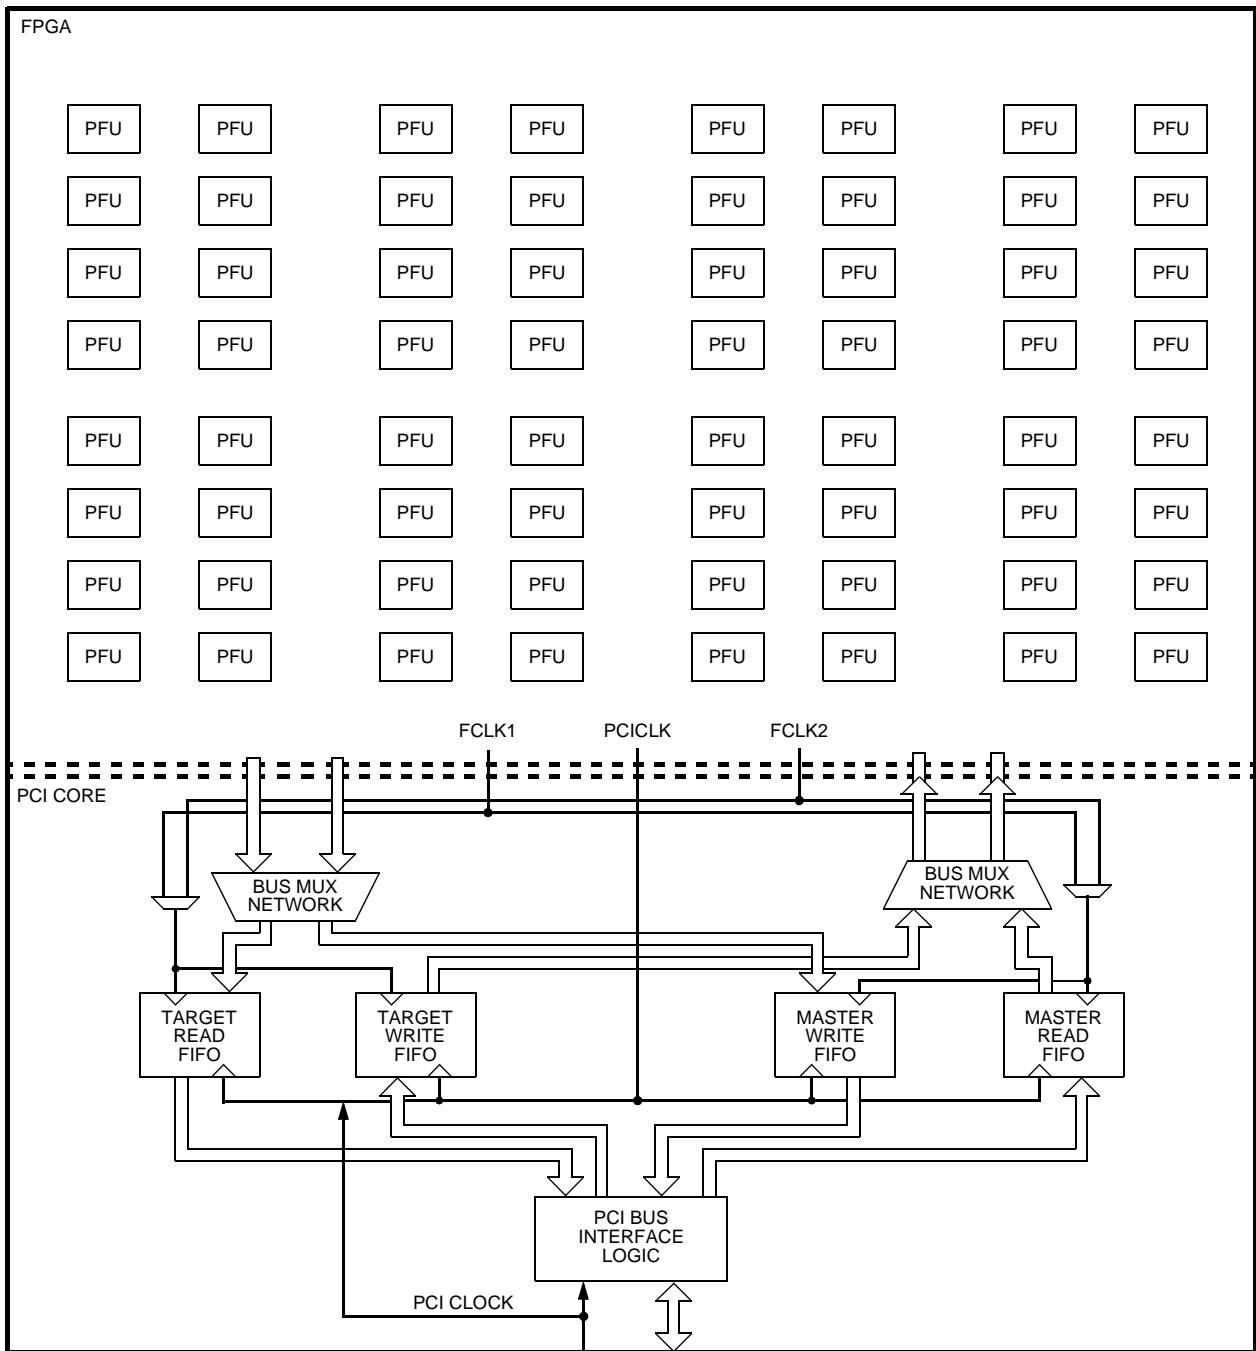 FPGA
PFU PFU PFU PFU PFU PFU PFU PFU
PFU PFU PFU PFU PFU PFU PFU PFU
PFU PFU PFU PFU PFU PFU PFU PFU
PFU PFU PFU PFU PFU PFU PFU PFU
PFU PFU PFU PFU PFU PFU PFU PFU
PFU PFU PFU PFU PFU PFU PFU PFU
PFU PFU PFU PFU PFU PFU PFU PFU
PFU PFU PFU PFU PFU PFU PFU PFU
FCLK1 PCICLK FCLK2
PCI CORE
BUS MUX
NETWORK
BUS MUX
NETWORK
TARGET
READ
FIFO
TARGET
WRITE
FIFO
MASTER
WRITE
FIFO
MASTER
READ
FIFO
PCI BUS
INTERFACE
LOGIC
PCI CLOCK